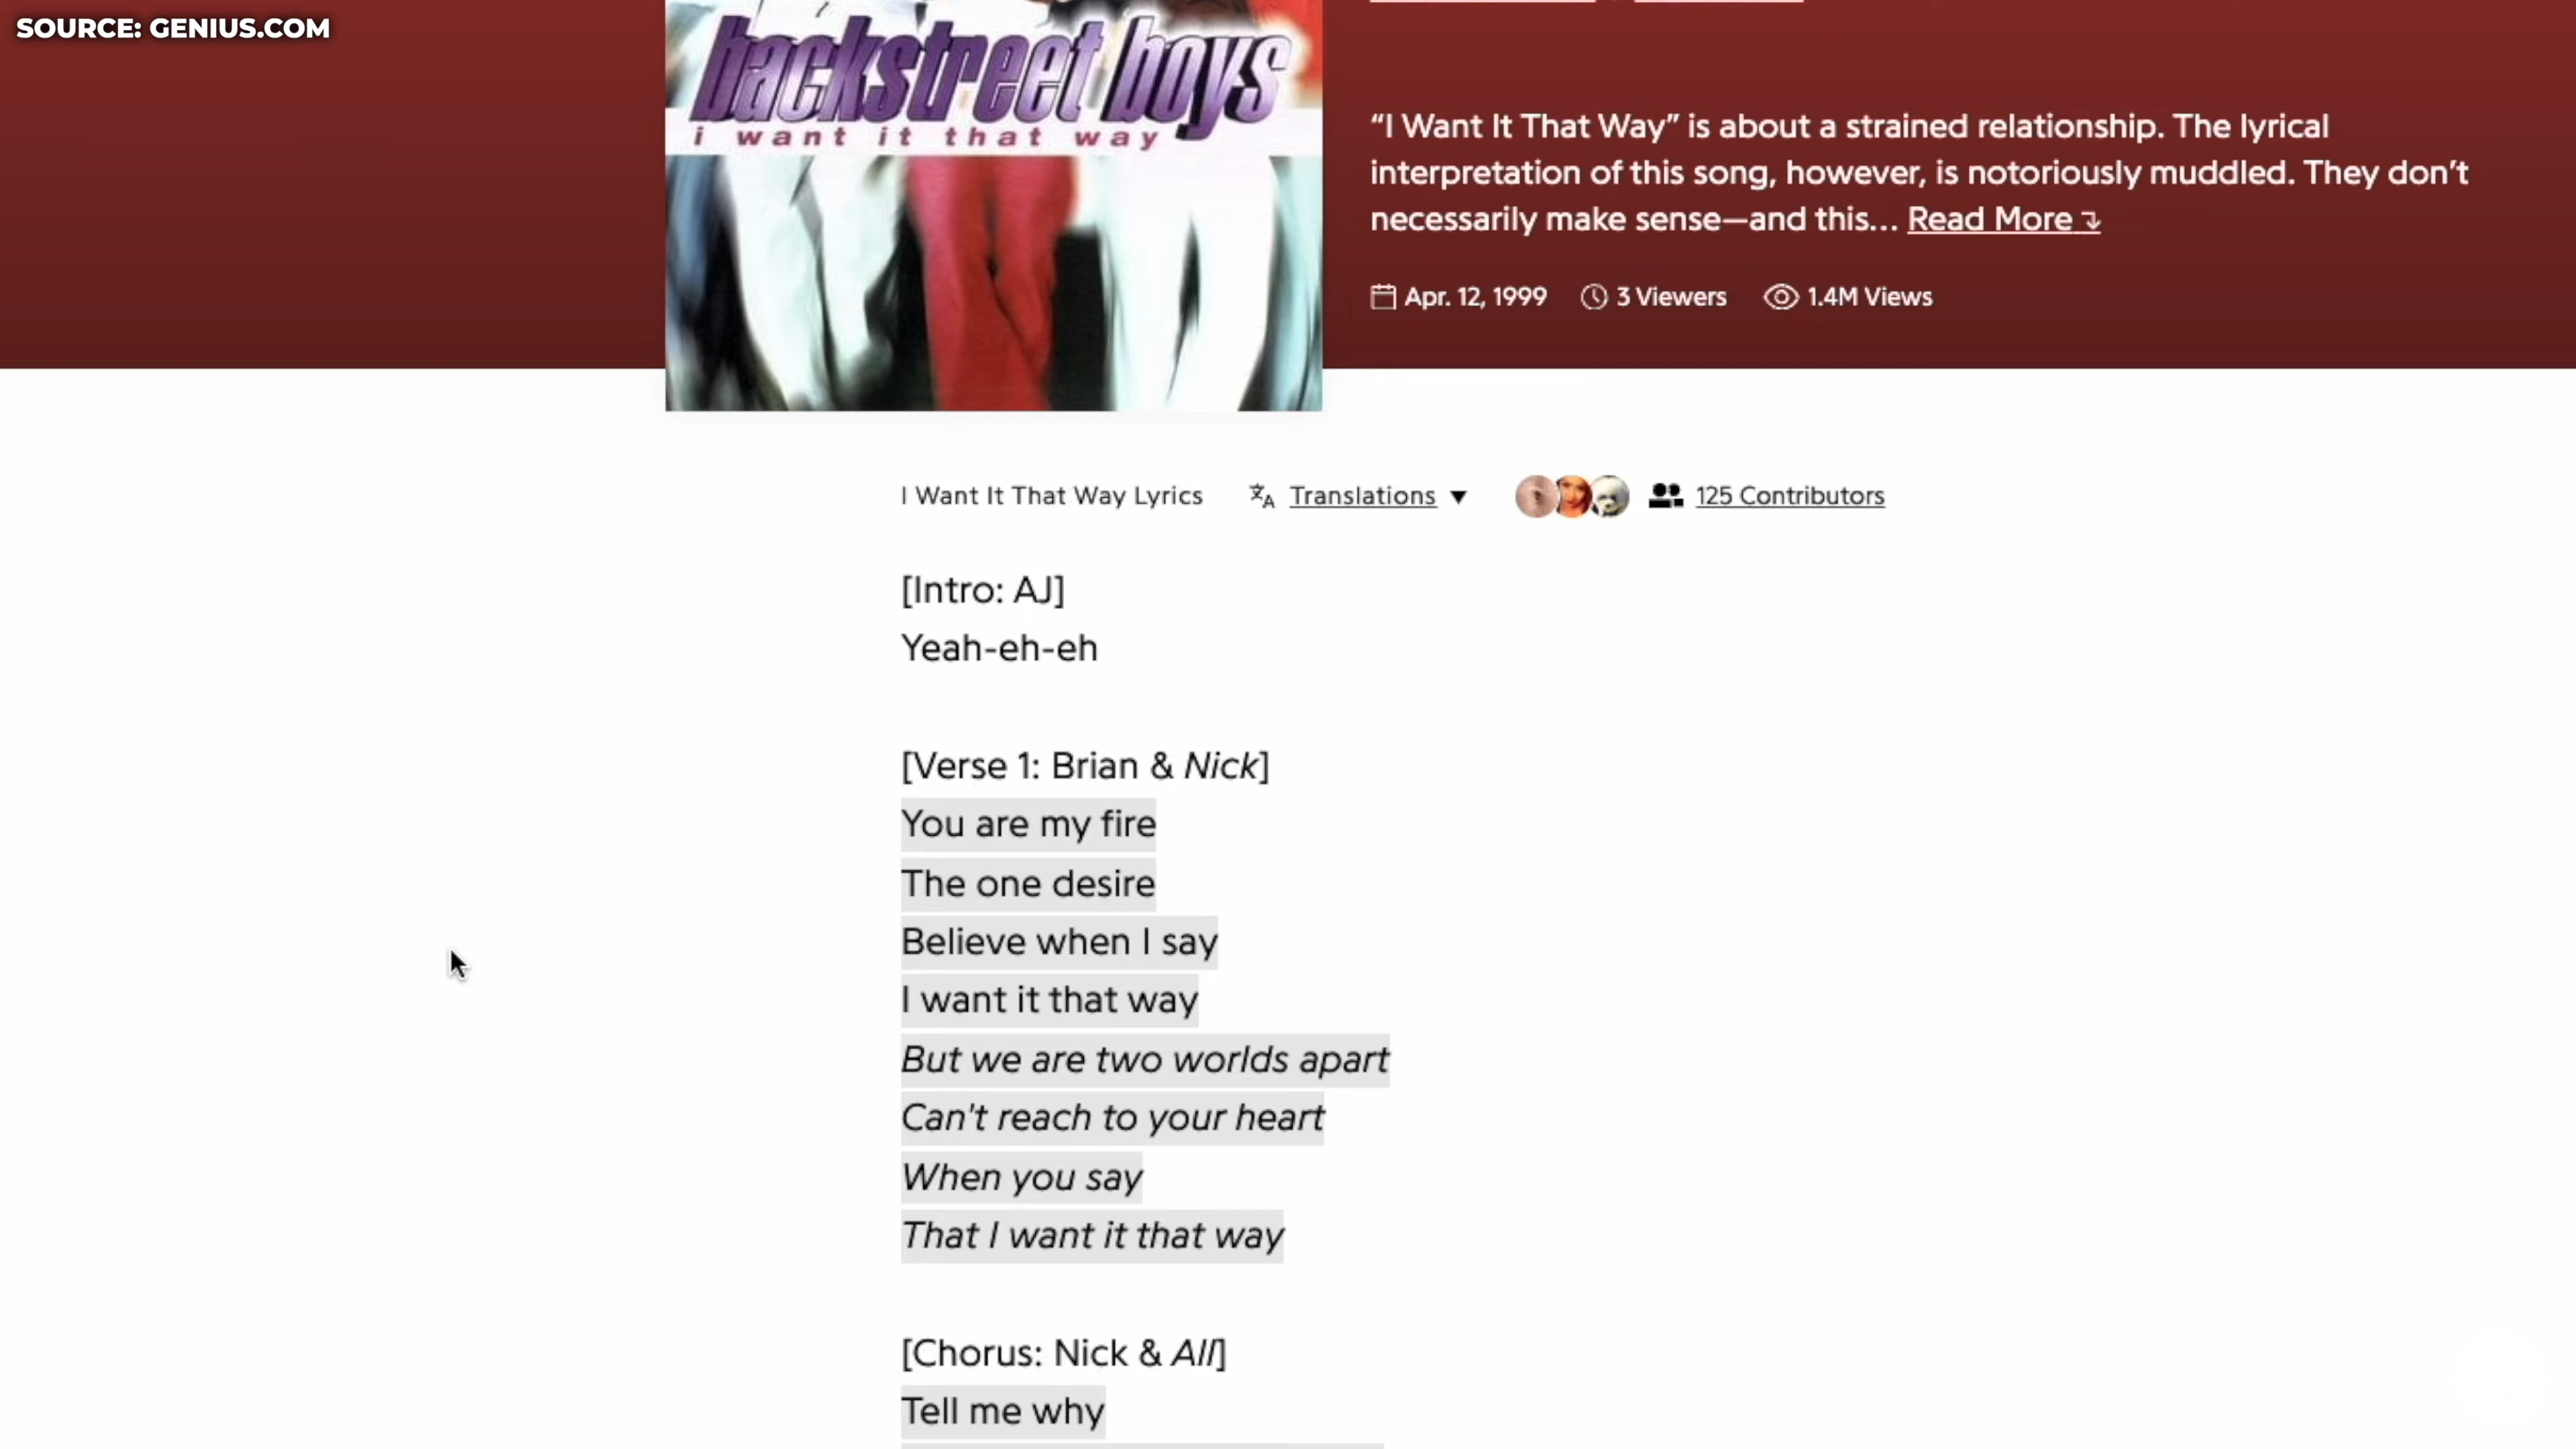 SOURCE: GENIUS.COM
backstreet boys
i want it that way
“I Want It That Way” is about a strained relationship. The lyrical
interpretation of this song, however, is notoriously muddled. They don’t
necessarily make sense—and this... Read More
Apr. 12, 1999 3 Viewers 1.4M Views
I Want It That Way Lyrics Translations 125 Contributors
[Intro: AJ]
Yeah-eh-eh
[Verse 1: Brian & Nick]
You are my fire
The one desire
Believe when I say
I want it that way
But we are two worlds apart
Can't reach to your heart
When you say
That I want it that way
[Chorus: Nick & All]
Tell me why